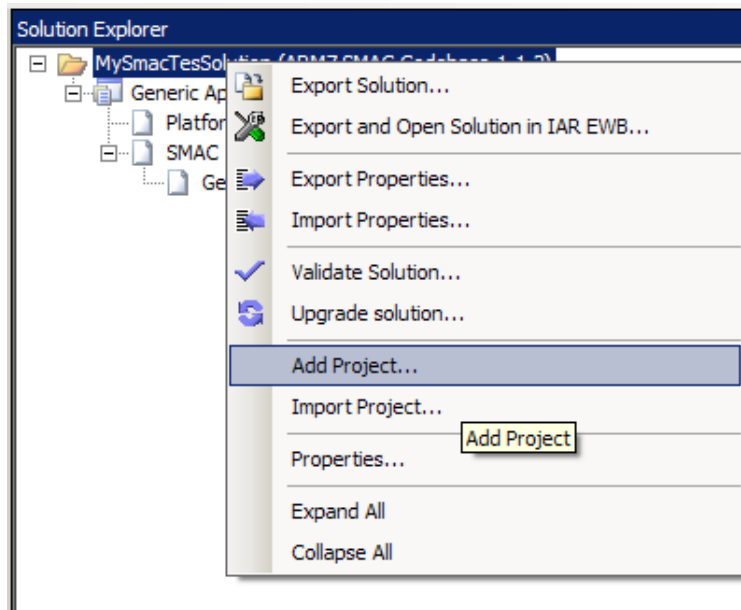 Solution Explorer
MySmacTesSolution (ARM7 SMAC Codebase 1.1.2)
Generic Ap
Platfor
SMAC
Ge
Export Solution...
Export and Open Solution in IAR EWB...
Export Properties...
Import Properties...
Validate Solution...
Upgrade solution...
Add Project...
Import Project...
Add Project
Properties...
Expand All
Collapse All